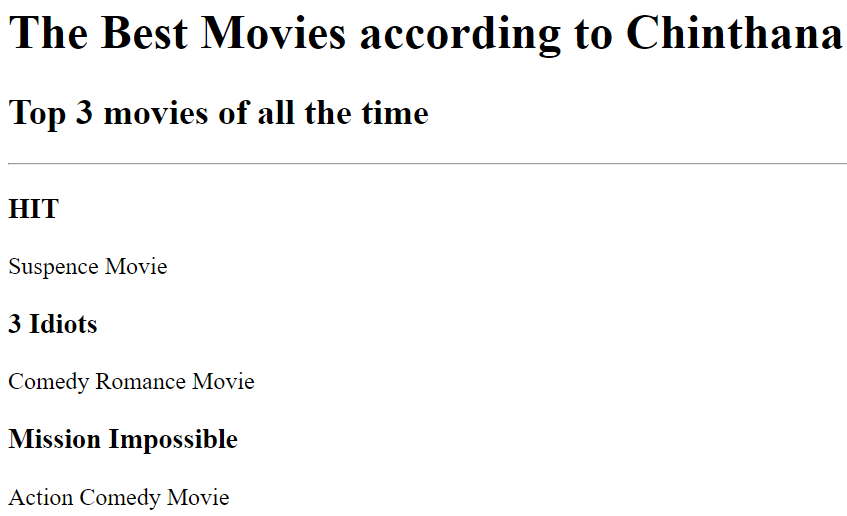 The Best Movies according to Chinthana
Top 3 movies of all the time
HIT
Suspence Movie
3 Idiots
Comedy Romance Movie
Mission Impossible
Action Comedy Movie